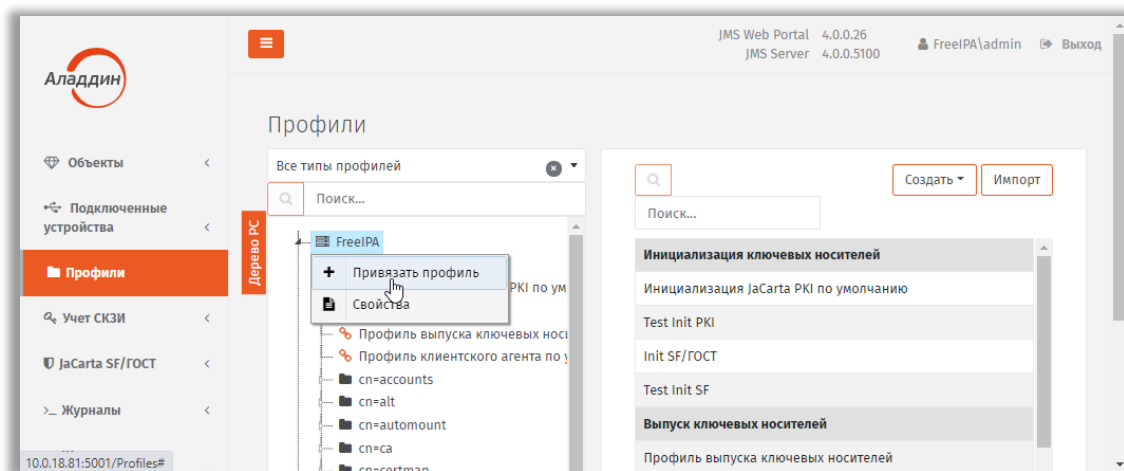 JMS Web Portal 4.0.0.26
JMS Server 4.0.0.5100
FreeIPA\admin
Выход
Аладдин
Объекты
Подключенные
устройства
Профили
Учет СКЗИ
JaCarta SF/ГОСТ
Журналы
10.0.18.81:5001/Profiles#
Профили
Все типы профилей
Поиск...
Дерево РС
FreeIPA
Привязать профиль
PKI по ум
Свойства
Профиль выпуска ключевых носи
Профиль клиентского агента по у
cn=accounts
cn=alt
cn=automount
cn=ca
cn=certmap
Создать
Импорт
Поиск...
Инициализация ключевых носителей
Инициализация JaCarta PKI по умолчанию
Test Init PKI
Init SF/ГОСТ
Test Init SF
Выпуск ключевых носителей
Профиль выпуска ключевых носителей